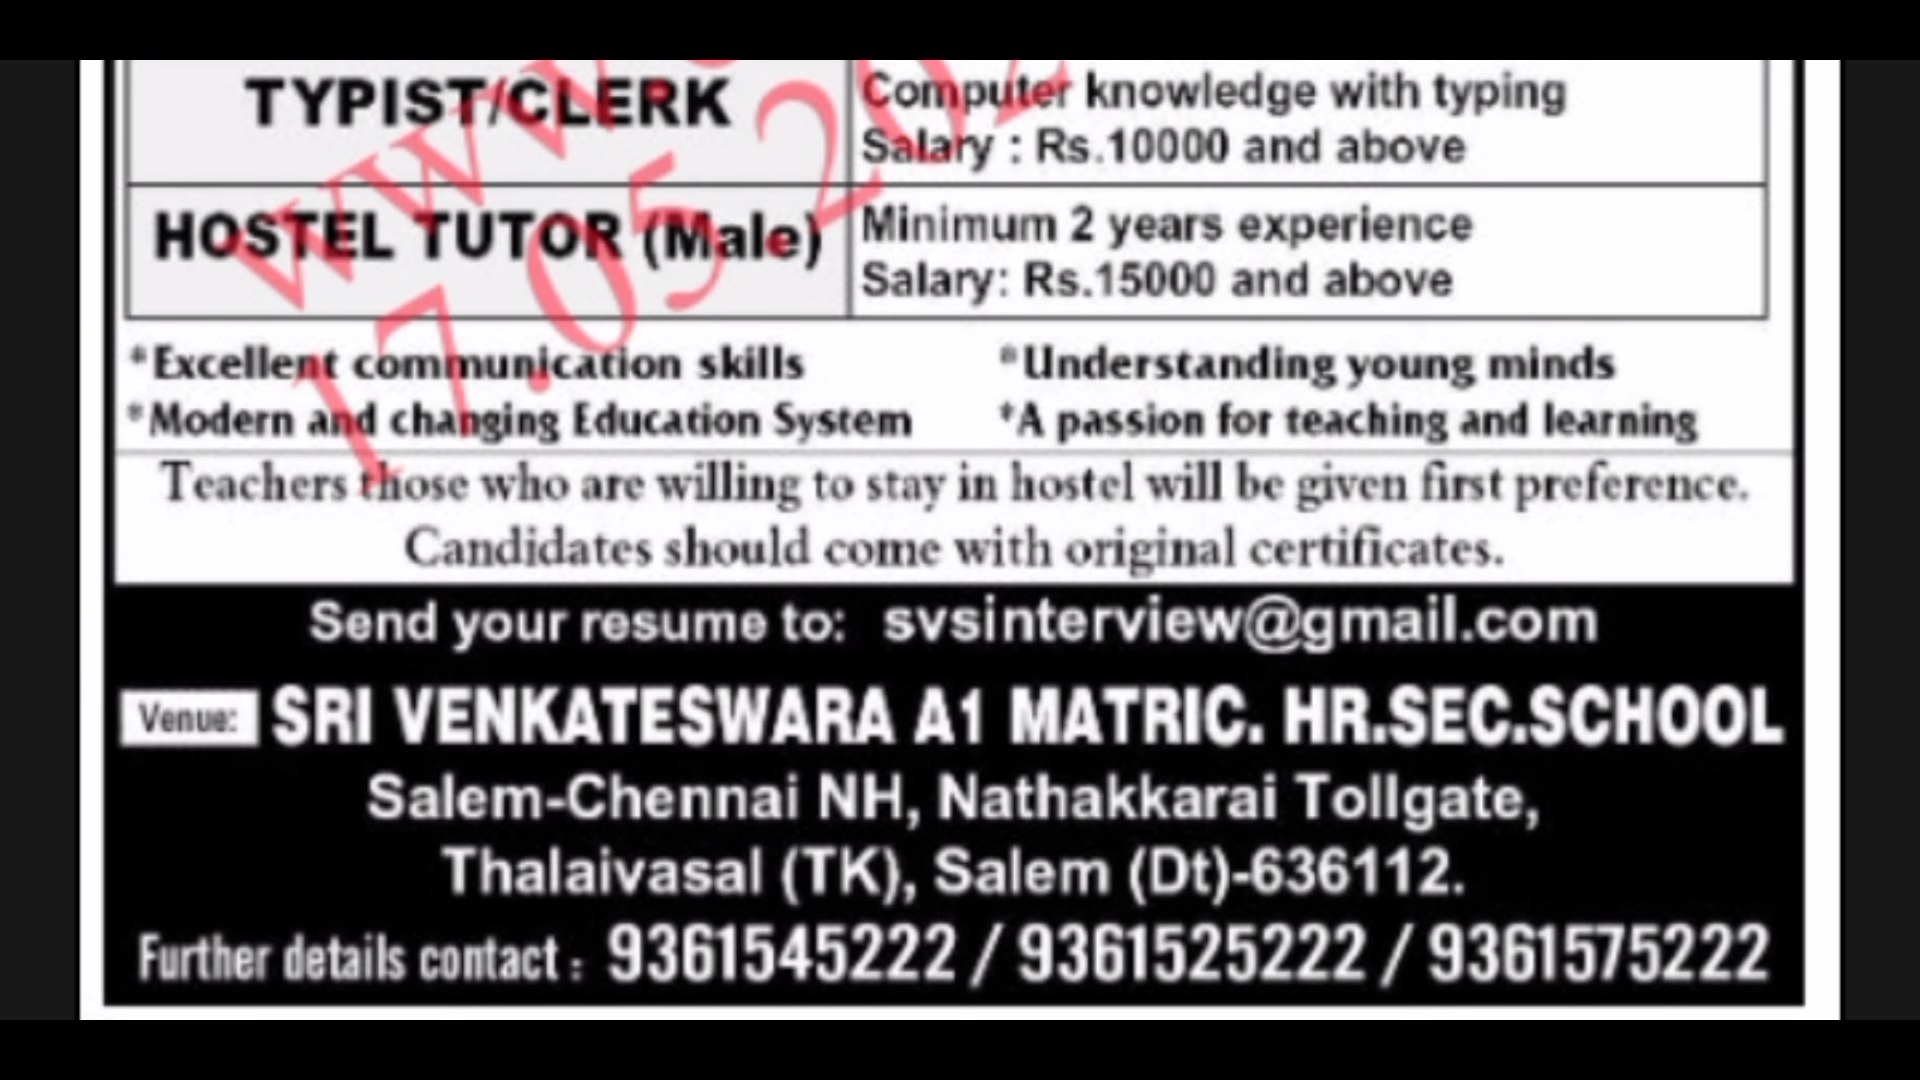 TYPIST/CLERK
Computer knowledge with typing
Salary : Rs.10000 and above
HOSTEL TUTOR (Male)
Minimum 2 years experience
Salary: Rs.15000 and above
*Excellent communication skills
*Understanding young minds
*Modern and changing Education System
*A passion for teaching and learning
Teachers those who are willing to stay in hostel will be given first preference.
Candidates should come with original certificates.
Send your resume to: svsinterview@gmail.com
Venue: SRI VENKATESWARA A1 MATRIC. HR.SEC.SCHOOL
Salem-Chennai NH, Nathakkarai Tollgate,
Thalaivasal (TK), Salem (Dt)-636112.
Further details contact : 9361545222 / 9361525222 / 9361575222
www.
17.05.202